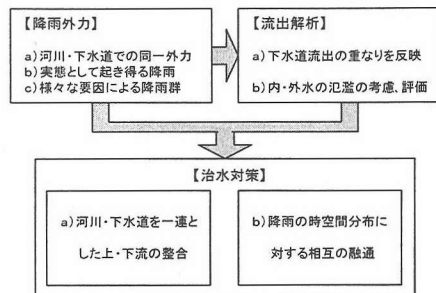 【降雨外力】
a)河川・下水道での同一外力
b)実態として起き得る降雨
c)様々な要因による降雨群
【流出解析】
a)下水道流出の重なりを反映
b)内・外水の氾濫の考慮、評価
【治水対策】
a)河川・下水道を一連と
した上・下流の整合
b)降雨の時空間分布に
対する相互の融通